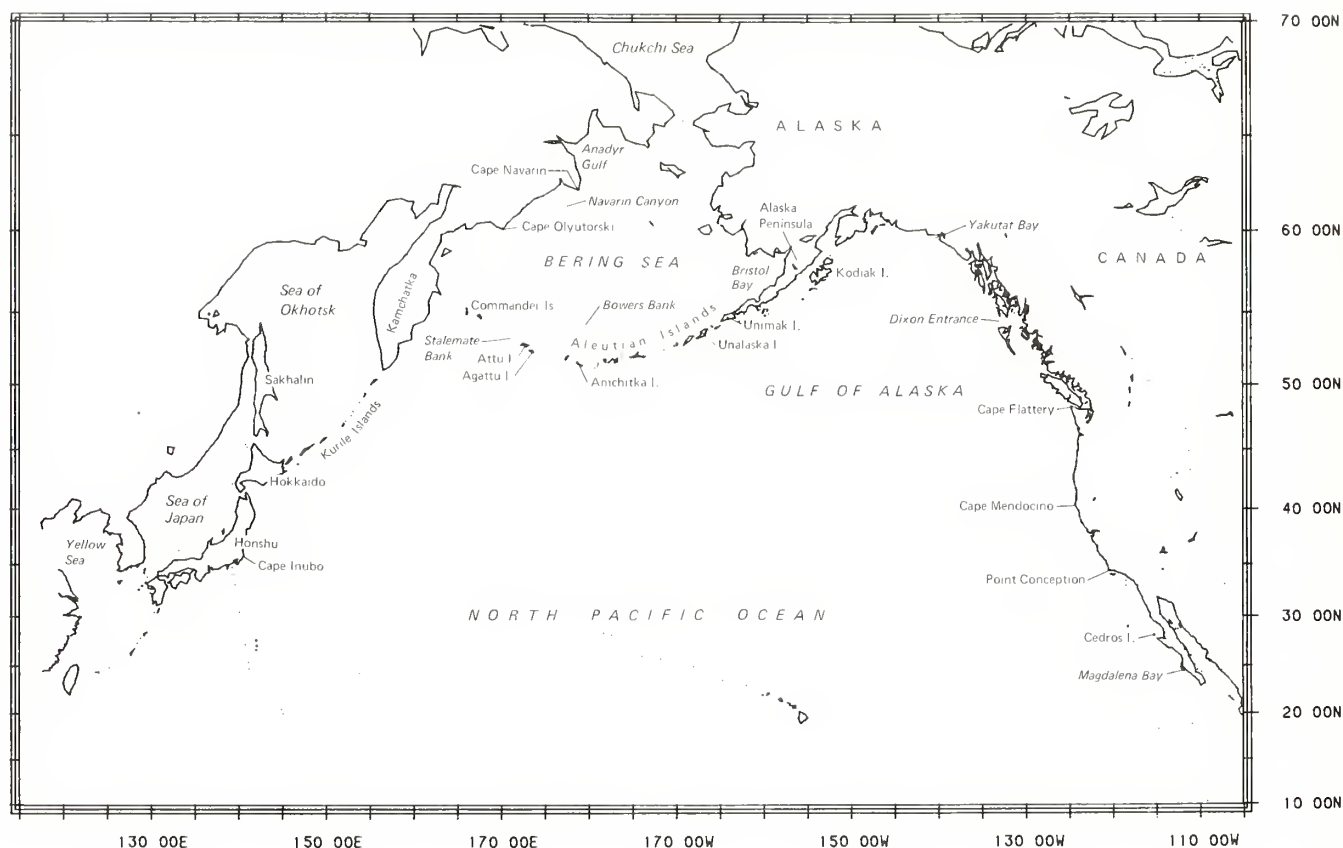 70 00N
Chukchi Sea
ALASKA
Anadyr
Gulf
Cape Navarin
Navarin Canyon
Alaska
Peninsula
Cape Olyutorski
Yakutat Bay
60 00N
BERING SEA
CANADA
Bristol
Bay
Kodiak I.
Sea of
Okhotsk
Kamchatka
Commander Is
Bowers Bank
Aleutian Islands
Unimak I.
Dixon Entrance
Stalemate
Bank
Unalaska I
Attu I
Agattu I
Amchitka I.
Sakhalin
GULF OF ALASKA
50 00N
Cape Flattery
Kurile Islands
Hokkaido
Sea of
Japan
Cape Mendocino
40 00N
Yellow
Sea
Honshu
Cape Inubo
Point Conception
NORTH PACIFIC OCEAN
30 00N
Cedros I.
Magdalena Bay
20 00N
10 00N
130 00E
150 00E
170 00E
170 00W
150 00W
130 00W
110 00W